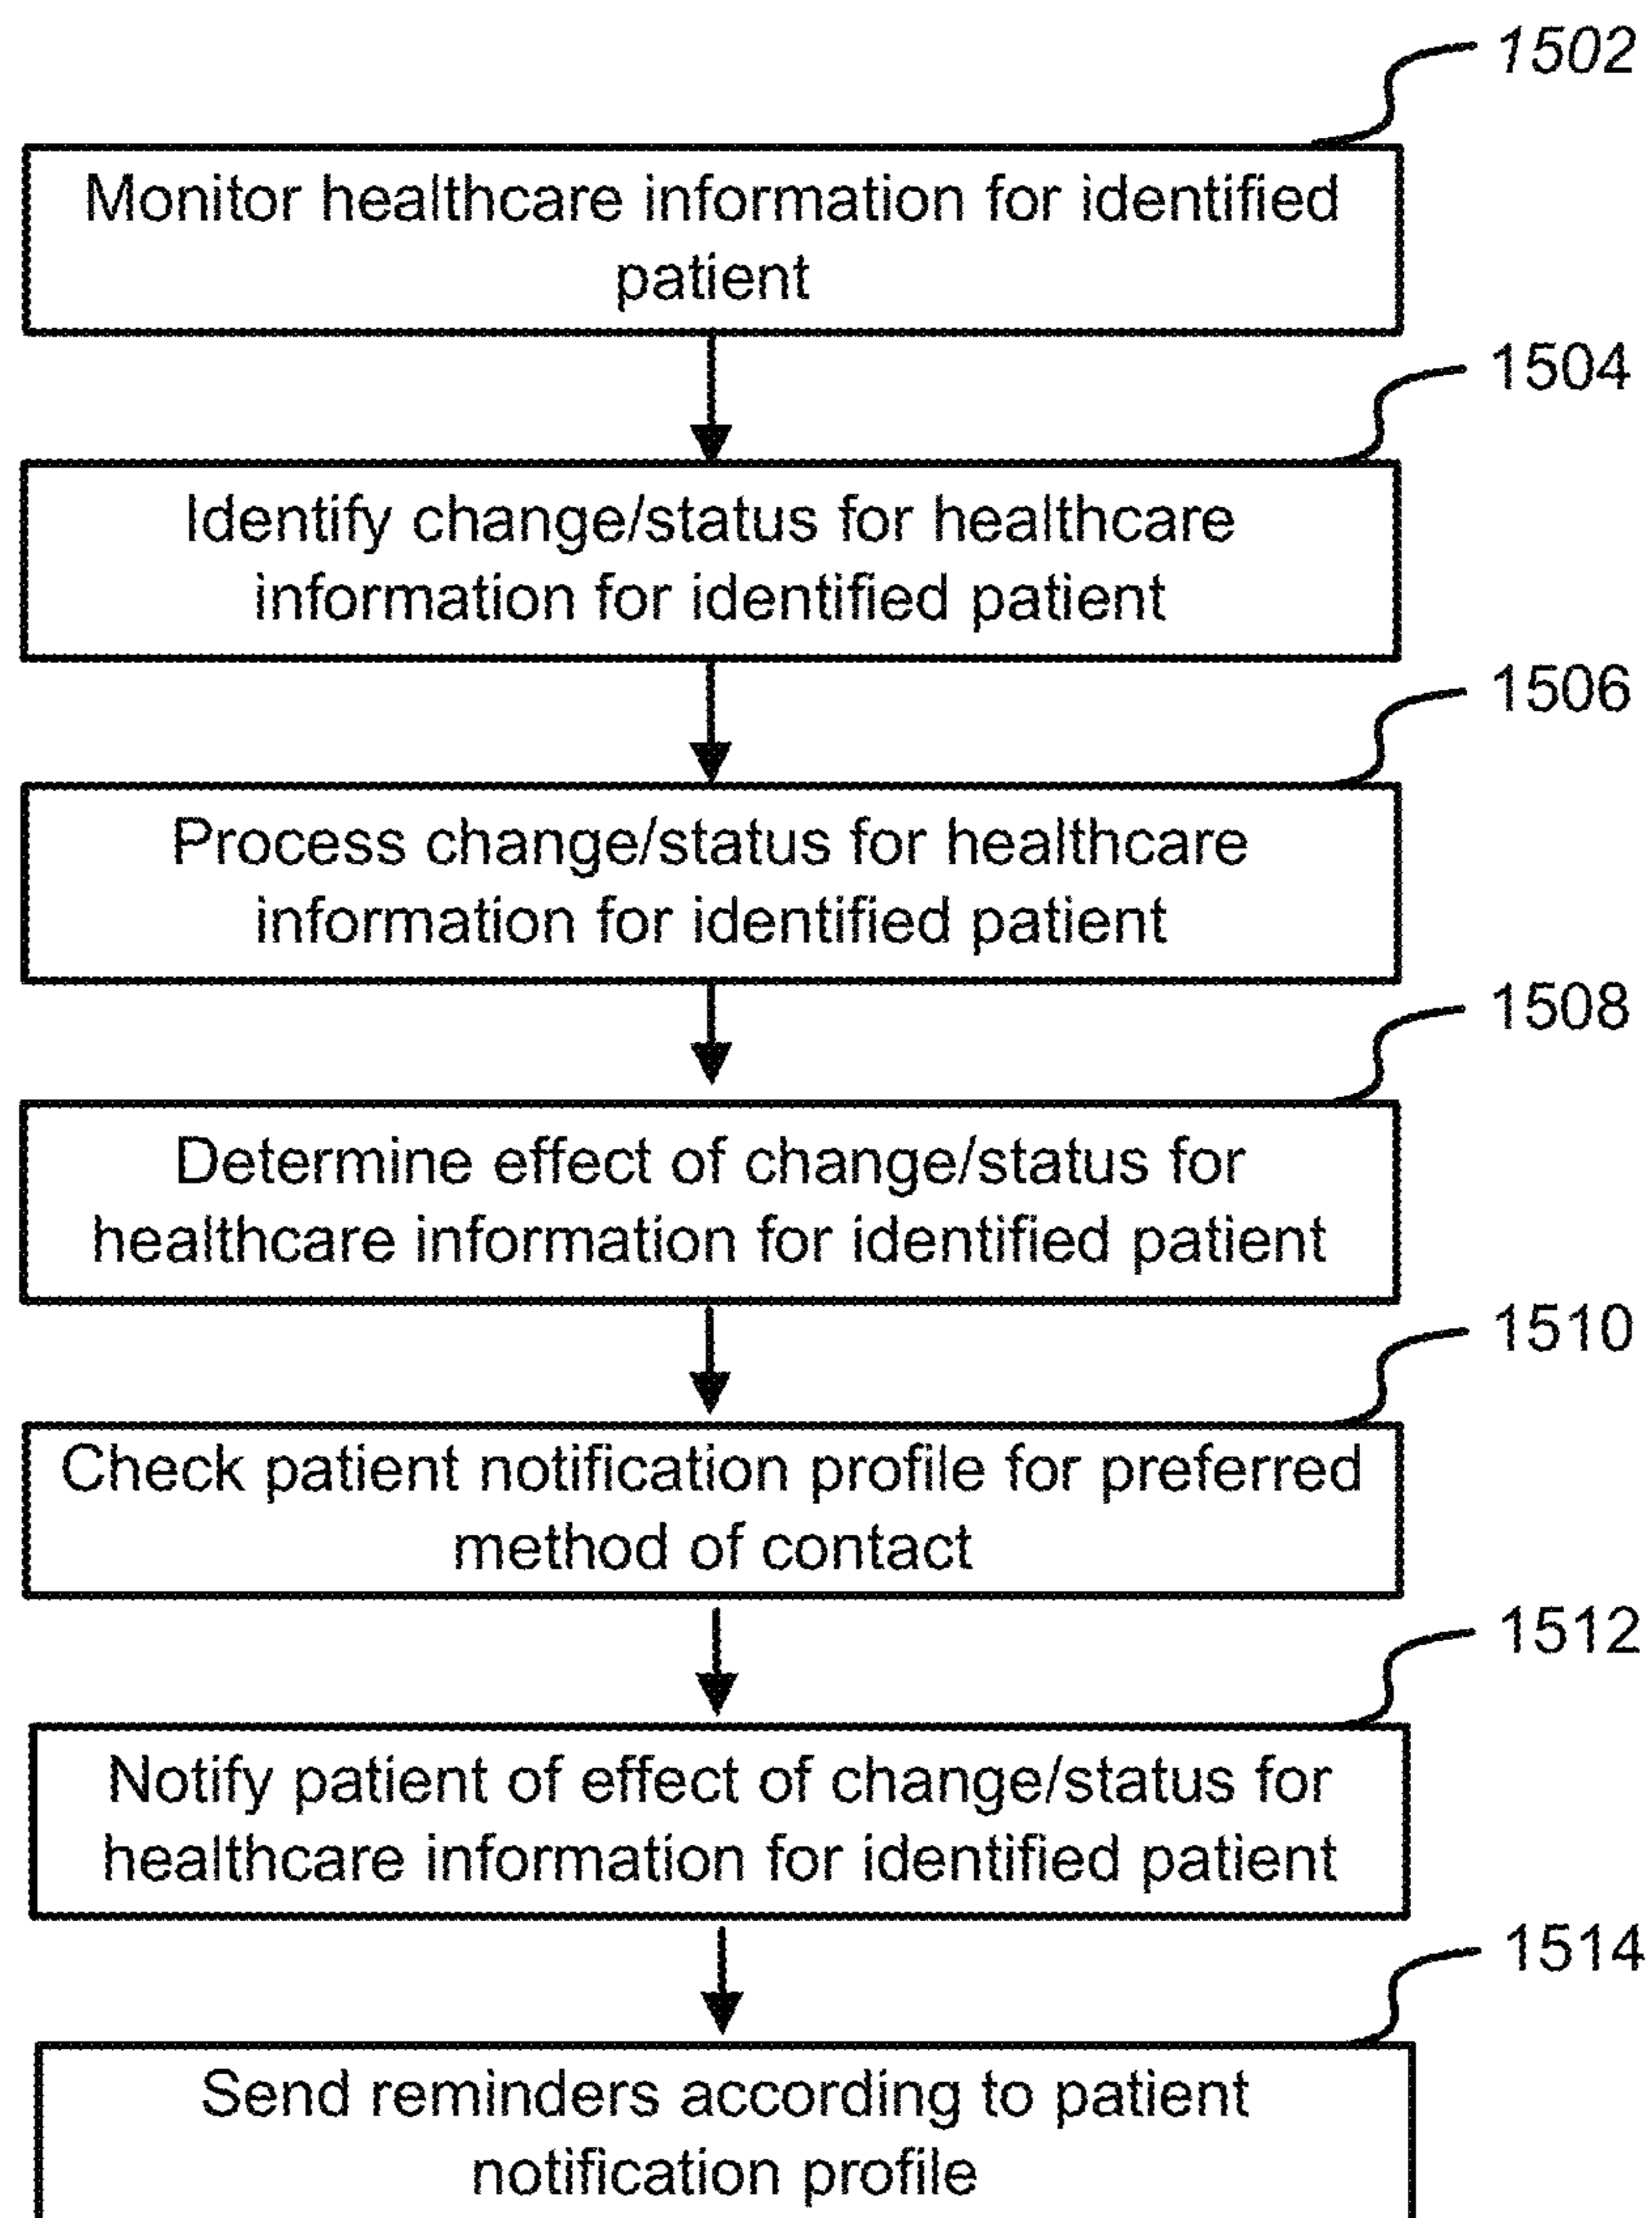 1502
Monitor healthcare information for identified
patient
1504
Identify change/status for healthcare
information for identified patient
1506
Process change/status for healthcare
information for identified patient
1508
Determine effect of change/status for
healthcare information for identified patient
1510
Check patient notification profile for preferred
method of contact
1512
Notify patient of effect of change/status for
healthcare information for identified patient
1514
Send reminders according to patient
notification profile